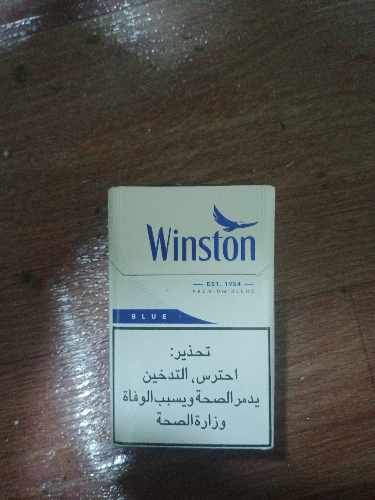 Winston
EST. 1954
PREMIUM BLEND
BLUE
تحذير:
احترس، التدخين
يدمر الصحة ويسبب الوفاة
وزارة الصحة